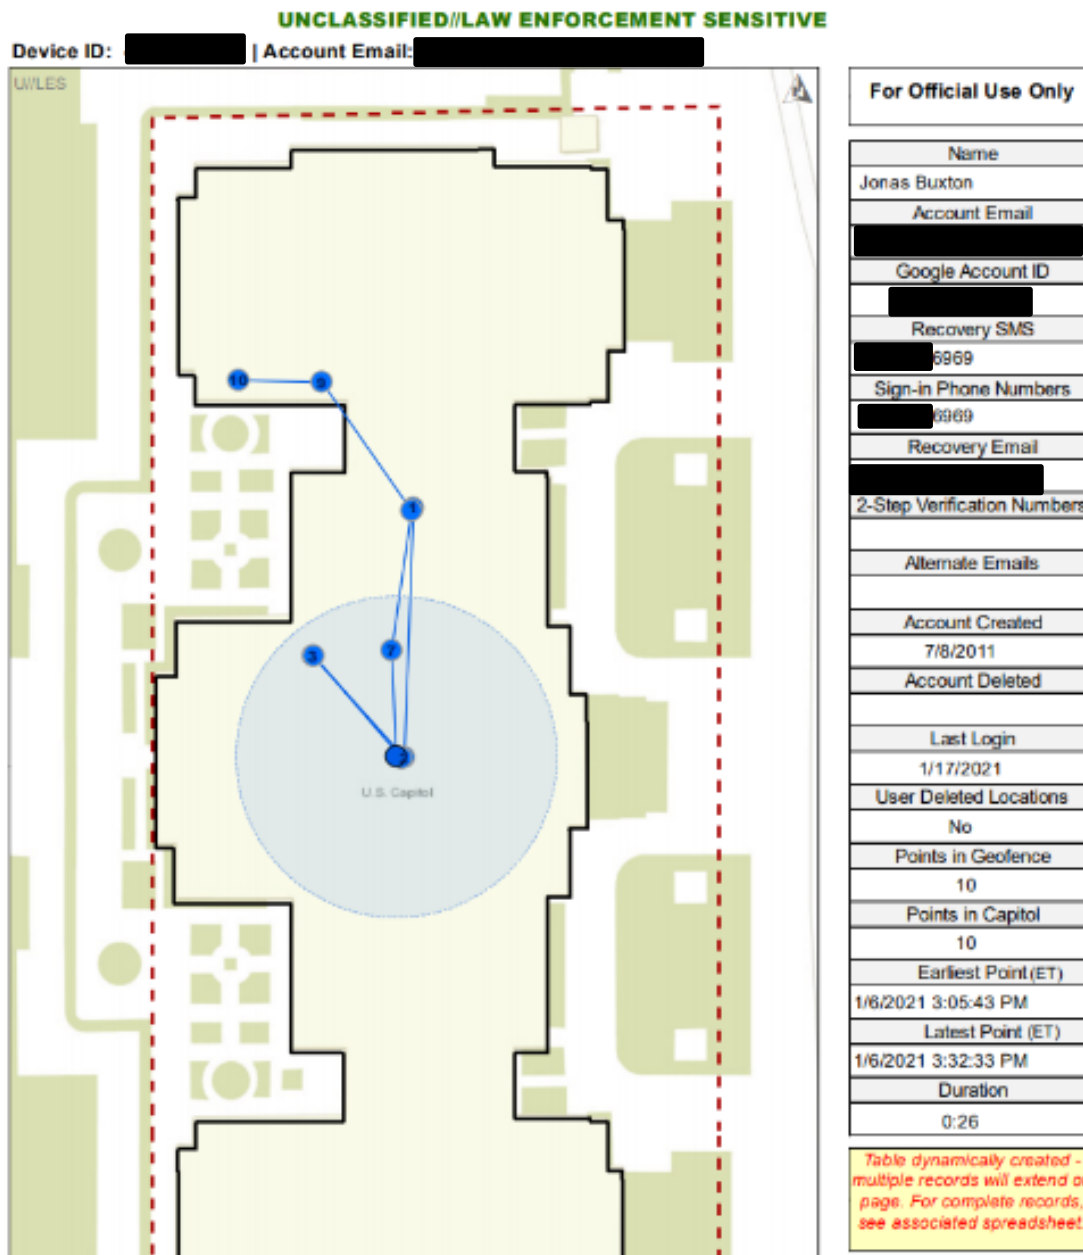 UNCLASSIFIED//LAW ENFORCEMENT SENSITIVE
Device ID: | Account Email:
U//LES
For Official Use Only
Name
Jonas Buxton
Account Email
Google Account ID
Recovery SMS
6969
Sign-in Phone Numbers
6969
Recovery Email
2-Step Verification Numbers
Alternate Emails
Account Created
7/8/2011
Account Deleted
Last Login
1/17/2021
User Deleted Locations
No
Points in Geofence
10
Points in Capitol
10
Earliest Point (ET)
1/6/2021 3:05:43 PM
Latest Point (ET)
1/6/2021 3:32:33 PM
Duration
0:26
Table dynamically created -
multiple records will extend
page. For complete records,
see associated spreadsheet.
10
9
1
3
7
U.S. Capitol